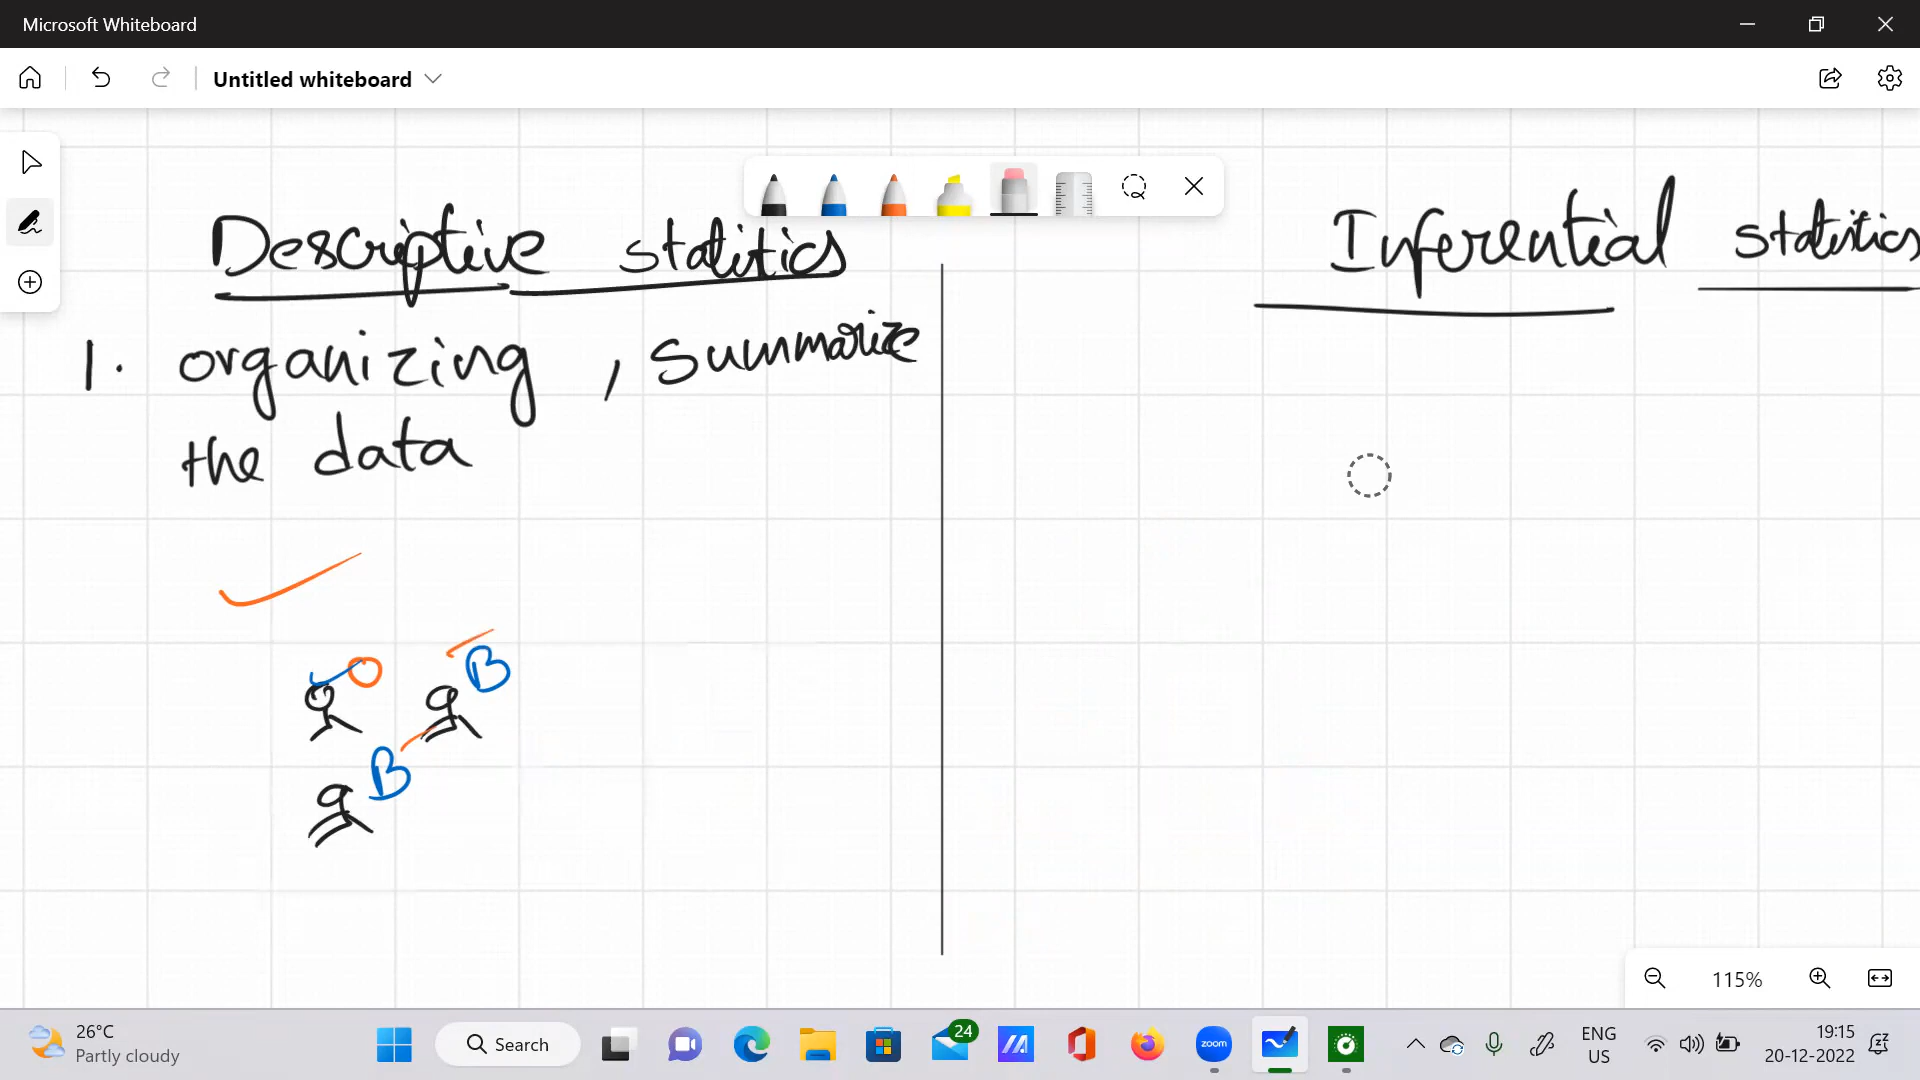 Microsoft Whiteboard
Untitled whiteboard
Descriptive statistics
Inferential statistics
1. organizing, summarize
the data
O
B
B
115%
26°C
Partly cloudy
Search
24
zoom
ENG
US
19:15
20-12-2022